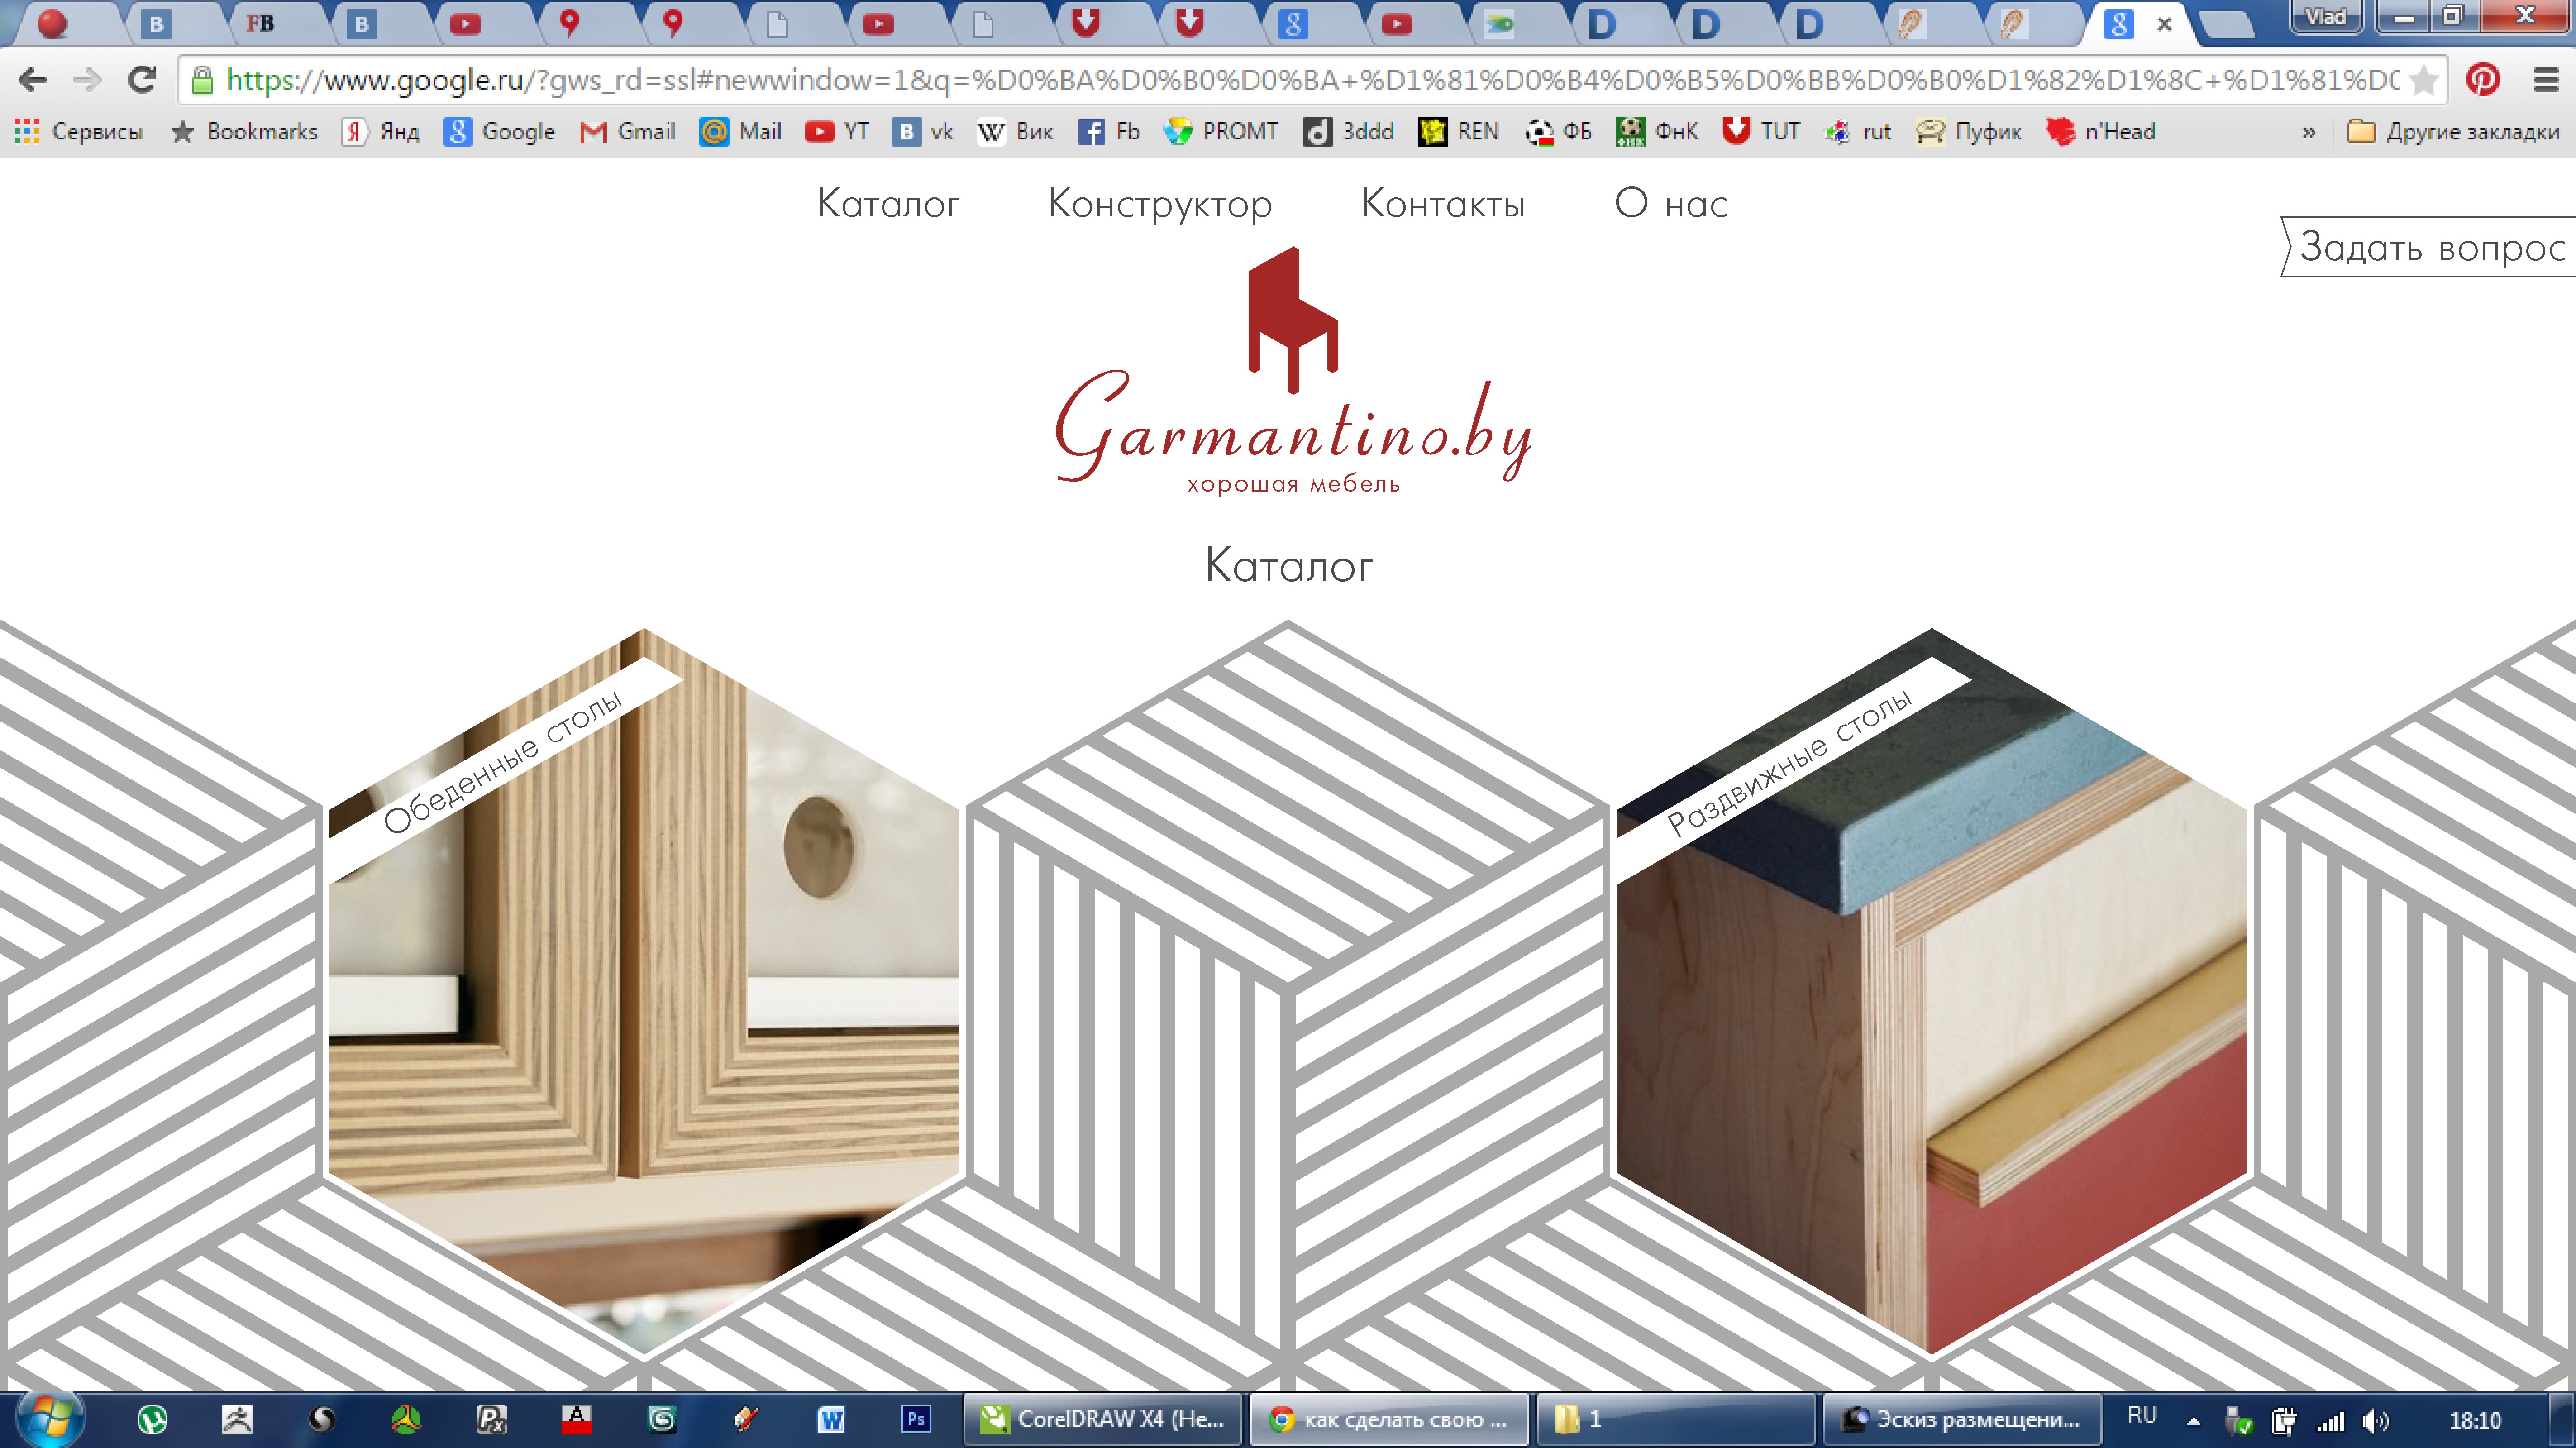 B
FB
B
8
D
D
D
8
Vlad
https://www.google.ru/?gws_rd=ssl#newwindow=1&q=%D0%BA%D0%B0%D0%BA+%D1%81%D0%B4%D0%B5%D0%BB%D0%B0%D1%82%D1%8C+%D1%81%D0
Сервисы Bookmarks Янд Google Gmail Mail YT vk Вик Fb PROMT 3ddd REN ФБ ФнК TUT rut Пуфик n'Head » Другие закладки
Каталог Конструктор Контакты О нас
Задать вопрос
Garmantino.by
хорошая мебель
Каталог
Обеденные столы
Раздвижные столы
CorelDRAW X4 (Не... как сделать свою ... 1 Эскиз размещени... RU 18:10